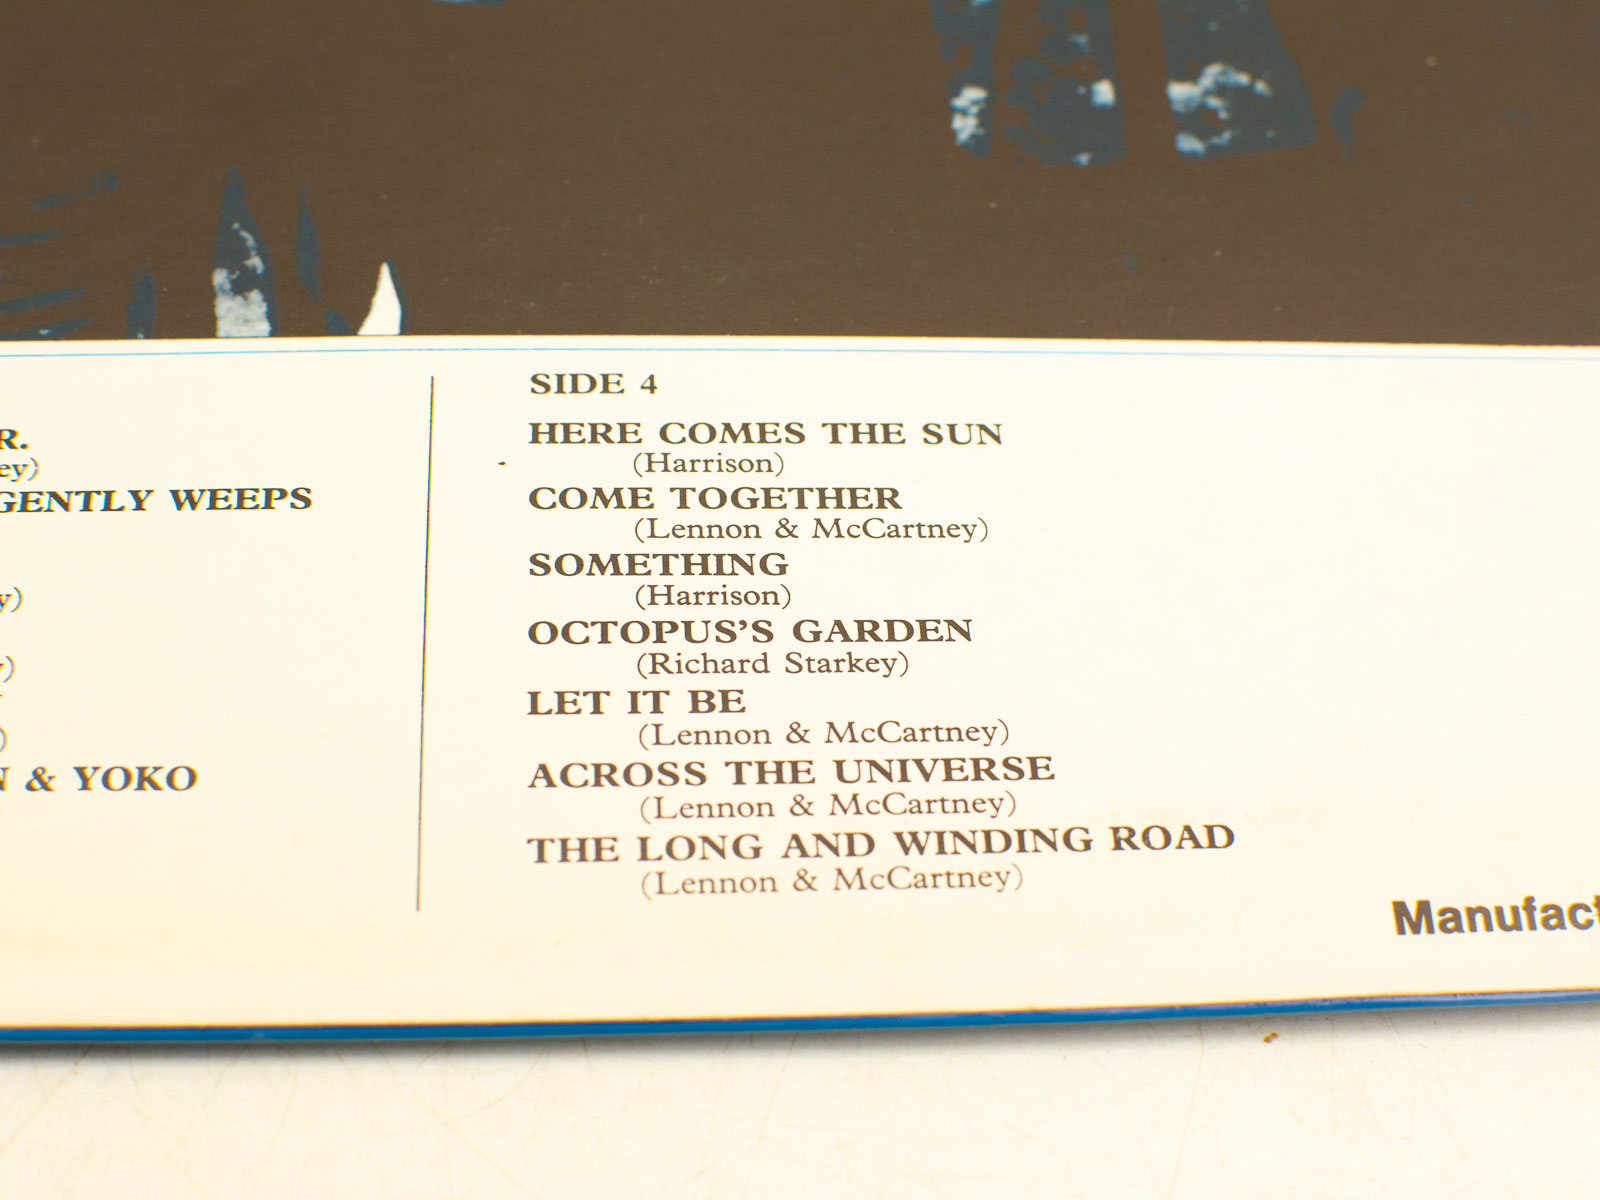 R.
ey)
GENTLY WEEPS
y)
y)
)
N & YOKO
SIDE 4
HERE COMES THE SUN
(Harrison)
COME TOGETHER
(Lennon & McCartney)
SOMETHING
(Harrison)
OCTOPUS'S GARDEN
(Richard Starkey)
LET IT BE
(Lennon & McCartney)
ACROSS THE UNIVERSE
(Lennon & McCartney)
THE LONG AND WINDING ROAD
(Lennon & McCartney)
Manufact